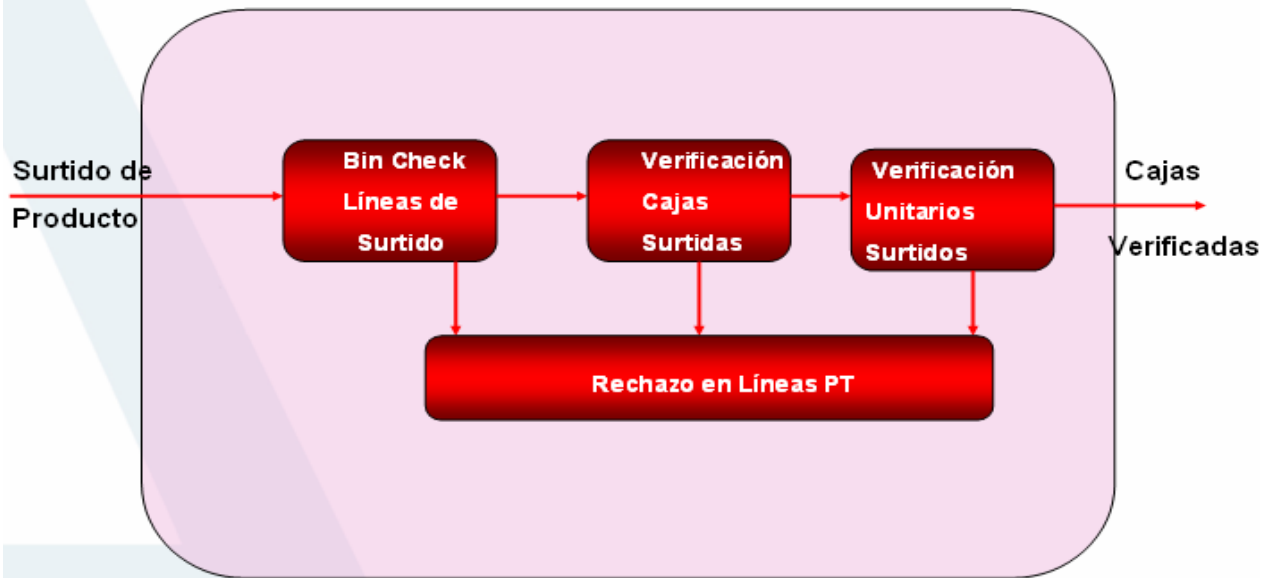 Surtido de
Producto
Bin Check
Líneas de
Surtido
Verificación
Cajas
Surtidas
Verificación
Unitarios
Surtidos
Cajas
Verificadas
Rechazo en Líneas PT